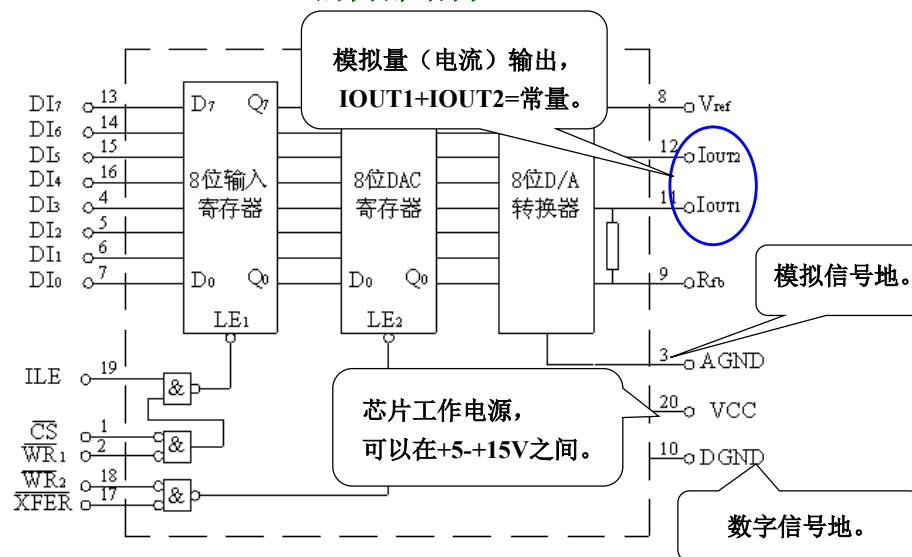 模拟量（电流）输出，
IOUT1+IOUT2=常量。
DI7 13 D7 Q7 8 Vref
DI6 14
DI5 15 12 IOUT2
DI4 16 8位输入 8位DAC 8位D/A
DI3 4 寄存器 寄存器 转换器 11 IOUT1
DI2 5
DI1 6
DI0 7 D0 Q0 D0 Q0 9 Rfb
模拟信号地。
LE1 LE2
3 AGND
ILE 19 &
芯片工作电源，
可以在+5-+15V之间。
20 VCC
CS 1 &
WR1 2
10 DGND
WR2 18 &
XFER 17
数字信号地。